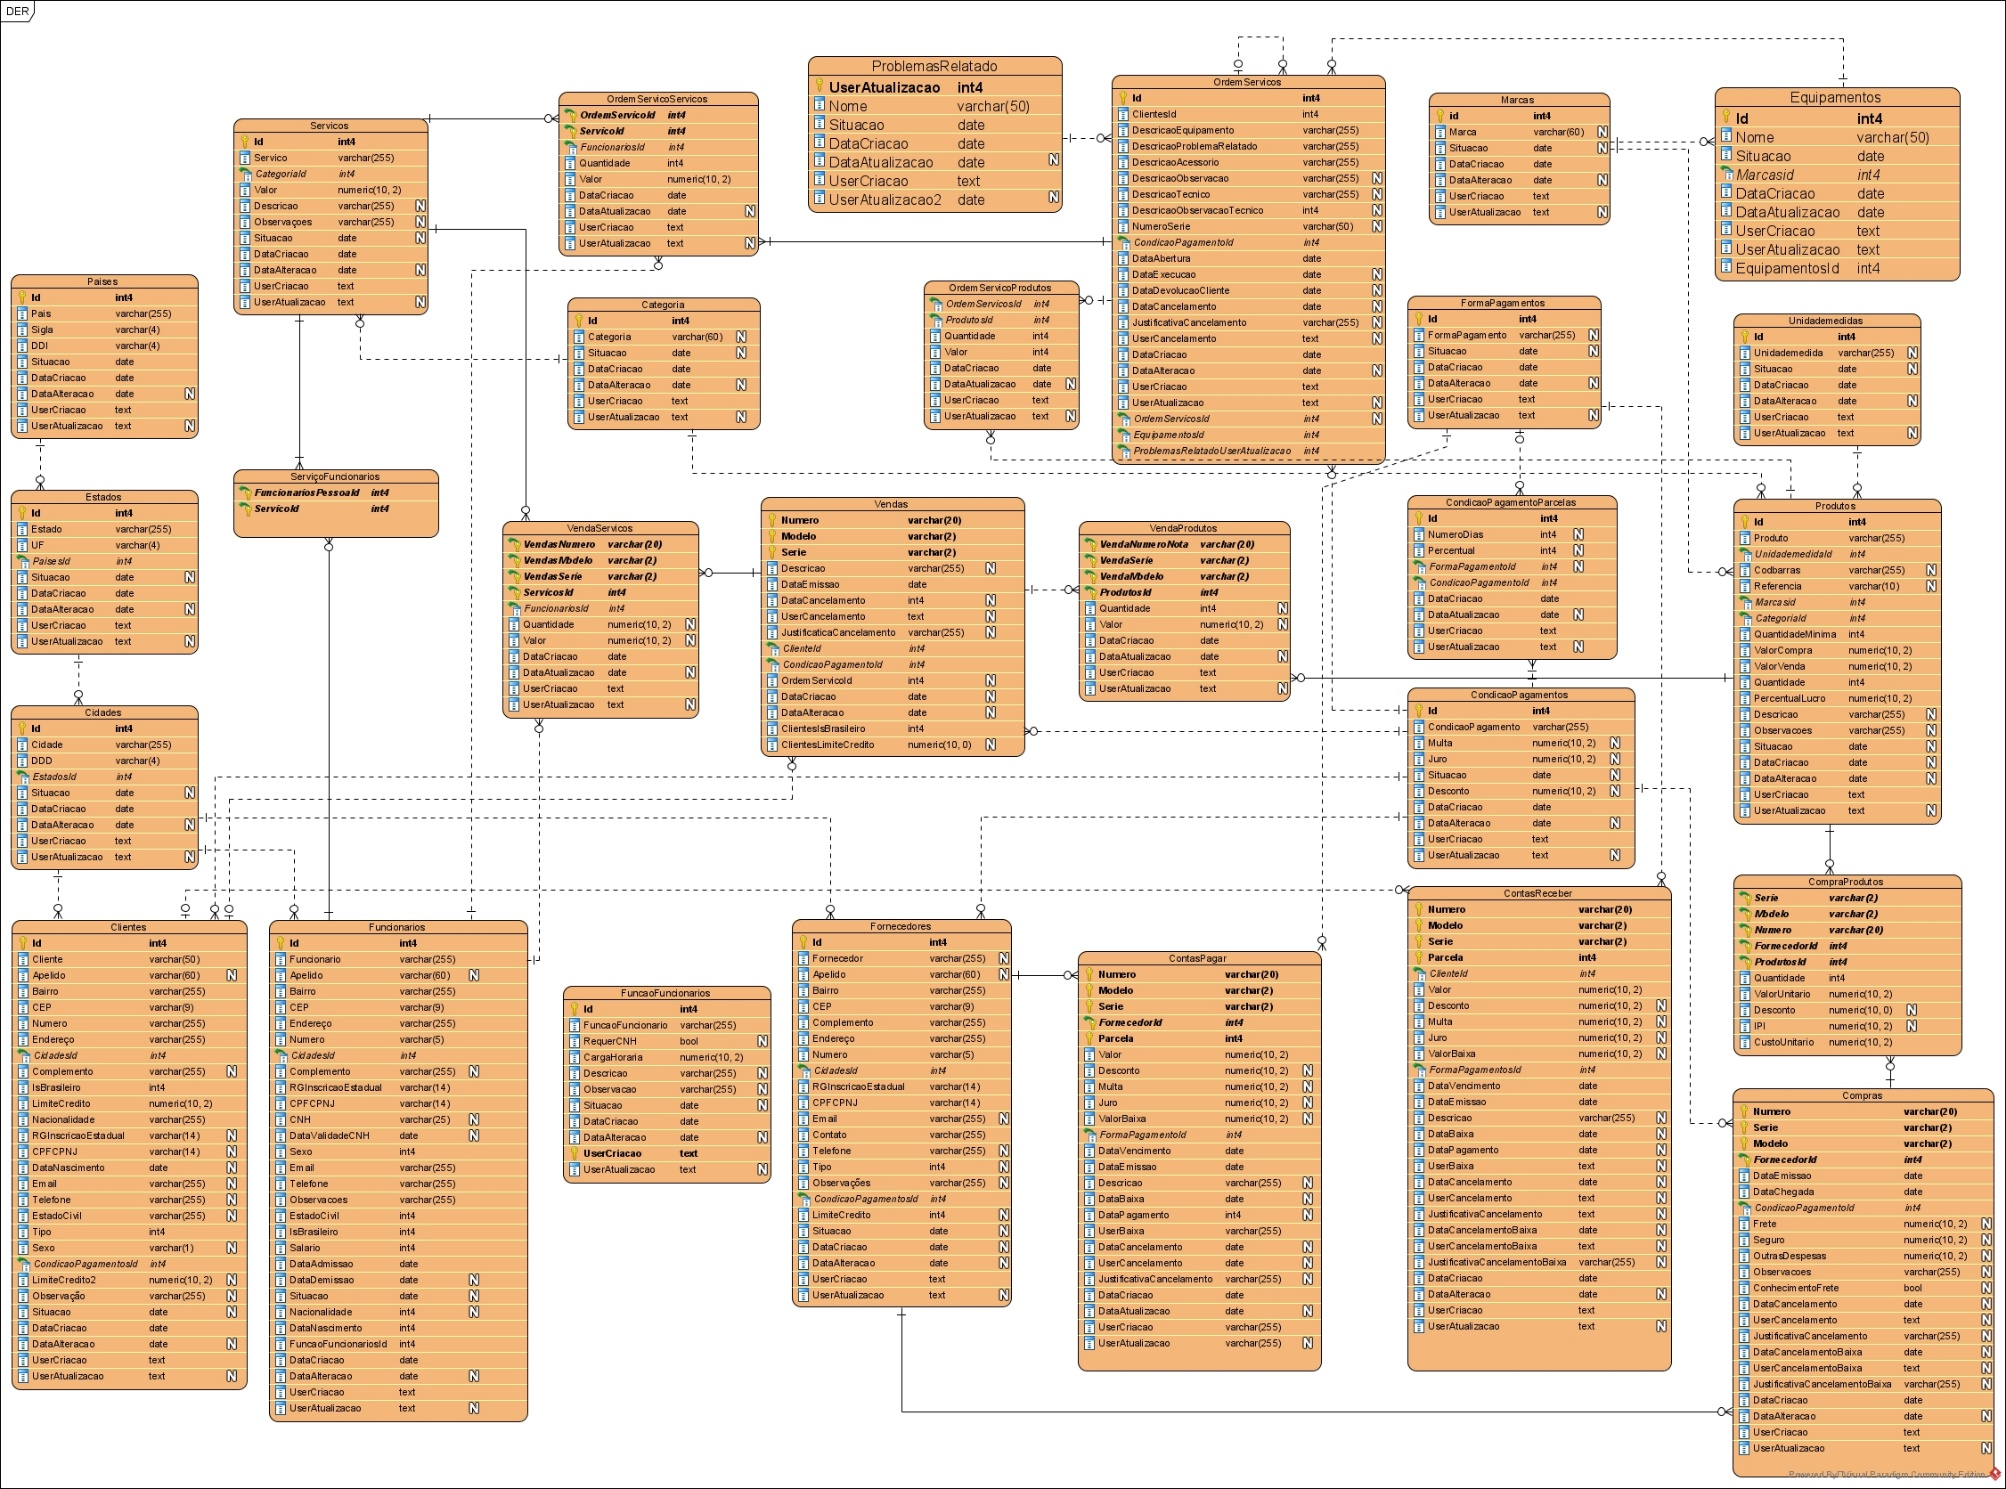 DER
ProblemasRelatado
UserAtualizacao int4
Nome varchar(50)
Situacao date
DataCriacao date
DataAtualizacao date N
UserCriacao text
UserAtualizacao2 date N
OrdemServicos
Id int4
ClientesId int4
DescricaoEquipamento varchar(255)
DescricaoProblemaRelatado varchar(255)
DescricaoAcessorio varchar(255)
DescricaoObservacao varchar(255) N
DescricaoTecnico varchar(255) N
DescricaoObservacaoTecnico int4 N
NumeroSerie varchar(50) N
CondicaoPagamentoId int4
DataAbertura date
DataExecucao date N
DataDevolucaoCliente date N
DataCancelamento date N
JustificativaCancelamento varchar(255) N
UserCancelamento text N
DataCriacao date
DataAlteracao date N
UserCriacao text
UserAtualizacao text N
OrdemServicosId int4 N
EquipamentosId int4
ProblemasRelatadoUserAtualizacao int4
Marcas
id int4
Marca varchar(60) N
Situacao date N
DataCriacao date
DataAlteracao date N
UserCriacao text
UserAtualizacao text N
Equipamentos
Id int4
Nome varchar(50)
Situacao date
Marcasid int4
DataCriacao date
DataAtualizacao date
UserCriacao text
UserAtualizacao text
EquipamentosId int4
OrdemServicoServicos
OrdemServicoId int4
ServicoId int4
FuncionariosId int4
Quantidade int4
Valor numeric(10, 2)
DataCriacao date
DataAtualizacao date N
UserCriacao text
UserAtualizacao text N
Servicos
Id int4
Servico varchar(255)
CategoriaId int4
Valor numeric(10, 2)
Descricao varchar(255) N
Observaçoes varchar(255) N
Situacao date N
DataCriacao date
DataAlteracao date N
UserCriacao text
UserAtualizacao text N
Paises
Id int4
Pais varchar(255)
Sigla varchar(4)
DDI varchar(4)
Situacao date
DataCriacao date
DataAlteracao date N
UserCriacao text
UserAtualizacao text N
Categoria
Id int4
Categoria varchar(60) N
Situacao date N
DataCriacao date
DataAlteracao date N
UserCriacao text
UserAtualizacao text N
OrdemServicoProdutos
OrdemServicosId int4
ProdutosId int4
Quantidade int4
Valor int4
DataCriacao date
DataAtualizacao date N
UserCriacao text
UserAtualizacao text N
FormaPagamentos
Id int4
FormaPagamento varchar(255) N
Situacao date N
DataCriacao date
DataAlteracao date N
UserCriacao text
UserAtualizacao text N
Unidademedidas
Id int4
Unidademedida varchar(255) N
Situacao date N
DataCriacao date
DataAlteracao date N
UserCriacao text
UserAtualizacao text N
ServiçoFuncionarios
FuncionariosPessoaId int4
ServicoId int4
Estados
Id int4
Estado varchar(255)
UF varchar(4)
PaisesId int4
Situacao date N
DataCriacao date
DataAlteracao date N
UserCriacao text
UserAtualizacao text N
VendaServicos
VendasNumero varchar(20)
VendasModelo varchar(2)
VendasSerie varchar(2)
ServicosId int4
FuncionariosId int4
Quantidade numeric(10, 2) N
Valor numeric(10, 2) N
DataCriacao date
DataAtualizacao date N
UserCriacao text
UserAtualizacao text N
Vendas
Numero varchar(20)
Modelo varchar(2)
Serie varchar(2)
Descricao varchar(255) N
DataEmissao date
DataCancelamento int4 N
UserCancelamento text N
JustificaticaCancelamento varchar(255) N
ClienteId int4
CondicaoPagamentoId int4
OrdemServicoId int4 N
DataCriacao date N
DataAlteracao date N
ClientesIsBrasileiro int4
ClientesLimiteCredito numeric(10, 0) N
VendaProdutos
VendaNumeroNota varchar(20)
VendaSerie varchar(2)
VendaModelo varchar(2)
ProdutosId int4
Quantidade int4 N
Valor numeric(10, 2) N
DataCriacao date
DataAtualizacao date N
UserCriacao text
UserAtualizacao text N
CondicaoPagamentoParcelas
Id int4
NumeroDias int4 N
Percentual int4 N
FormaPagamentoId int4 N
CondicaoPagamentoId int4
DataCriacao date
DataAtualizacao date N
UserCriacao text
UserAtualizacao text N
Produtos
Id int4
Produto varchar(255)
UnidademedidaId int4
Codbarras varchar(255) N
Referencia varchar(10) N
Marcasid int4
CategoriaId int4
QuantidadeMinima int4
ValorCompra numeric(10, 2)
ValorVenda numeric(10, 2)
Quantidade int4
PercentualLucro numeric(10, 2)
Descricao varchar(255) N
Observacoes varchar(255) N
Situacao date N
DataCriacao date N
DataAlteracao date N
UserCriacao text
UserAtualizacao text N
Cidades
Id int4
Cidade varchar(255)
DDD varchar(4)
EstadosId int4
Situacao date N
DataCriacao date
DataAlteracao date N
UserCriacao text
UserAtualizacao text N
CondicaoPagamentos
Id int4
CondicaoPagamento varchar(255)
Multa numeric(10, 2) N
Juro numeric(10, 2) N
Situacao date N
Desconto numeric(10, 2) N
DataCriacao date
DataAlteracao date N
UserCriacao text
UserAtualizacao text N
Clientes
Id int4
Cliente varchar(50)
Apelido varchar(60) N
Bairro varchar(255)
CEP varchar(9)
Numero varchar(255)
Endereço varchar(255)
CidadesId int4
Complemento varchar(255) N
IsBrasileiro int4
LimiteCredito numeric(10, 2)
Nacionalidade varchar(255)
RGInscricaoEstadual varchar(14) N
CPFCPNJ varchar(14) N
DataNascimento date N
Email varchar(255) N
Telefone varchar(255) N
EstadoCivil varchar(255) N
Tipo int4
Sexo varchar(1) N
CondicaoPagamentosId int4
LimiteCredito2 numeric(10, 2) N
Observação varchar(255) N
Situacao date N
DataCriacao date
DataAlteracao date N
UserCriacao text
UserAtualizacao text N
Funcionarios
Id int4
Funcionario varchar(255)
Apelido varchar(60) N
Bairro varchar(255)
CEP varchar(9)
Endereço varchar(255)
Numero varchar(5)
CidadesId int4
Complemento varchar(255) N
RGInscricaoEstadual varchar(14)
CPFCPNJ varchar(14)
CNH varchar(25) N
DataValidadeCNH date N
Sexo int4
Email varchar(255)
Telefone varchar(255)
Observacoes varchar(255)
EstadoCivil int4
IsBrasileiro int4
Salario int4
DataAdmissao date
DataDemissao date N
Situacao date N
Nacionalidade int4 N
DataNascimento int4
FuncaoFuncionariosId int4
DataCriacao date
DataAlteracao date N
UserCriacao text
UserAtualizacao text N
FuncaoFuncionarios
Id int4
FuncaoFuncionario varchar(255)
RequerCNH bool N
CargaHoraria numeric(10, 2)
Descricao varchar(255) N
Observacao varchar(255) N
Situacao date N
DataCriacao date
DataAlteracao date N
UserCriacao text
UserAtualizacao text N
Fornecedores
Id int4
Fornecedor varchar(255) N
Apelido varchar(60) N
Bairro varchar(255)
CEP varchar(9)
Complemento varchar(255)
Endereço varchar(255)
Numero varchar(5)
CidadesId int4
RGInscricaoEstadual varchar(14)
CPFCPNJ varchar(14)
Email varchar(255) N
Contato varchar(255)
Telefone varchar(255) N
Tipo int4 N
Observações varchar(255) N
CondicaoPagamentosId int4
LimiteCredito int4 N
Situacao date N
DataCriacao date N
DataAlteracao date N
UserCriacao text
UserAtualizacao text N
ContasPagar
Numero varchar(20)
Modelo varchar(2)
Serie varchar(2)
FornecedorId int4
Parcela int4
Valor numeric(10, 2)
Desconto numeric(10, 2) N
Multa numeric(10, 2) N
Juro numeric(10, 2) N
ValorBaixa numeric(10, 2) N
FormaPagamentoId int4
DataVencimento date
DataEmissao date
Descricao varchar(255) N
DataBaixa date N
DataPagamento int4 N
UserBaixa varchar(255)
DataCancelamento date N
UserCancelamento date N
JustificativaCancelamento varchar(255) N
DataCriacao date
DataAtualizacao date N
UserCriacao varchar(255)
UserAtualizacao varchar(255) N
ContasReceber
Numero varchar(20)
Modelo varchar(2)
Serie varchar(2)
Parcela int4
ClienteId int4
Valor numeric(10, 2)
Desconto numeric(10, 2) N
Multa numeric(10, 2) N
Juro numeric(10, 2) N
ValorBaixa numeric(10, 2) N
FormaPagamentosId int4
DataVencimento date
DataEmissao date
Descricao varchar(255) N
DataBaixa date N
DataPagamento date N
UserBaixa text N
DataCancelamento date N
UserCancelamento text N
JustificativaCancelamento text N
DataCancelamentoBaixa date N
UserCancelamentoBaixa text N
JustificativaCancelamentoBaixa varchar(255) N
DataCriacao date
DataAlteracao date N
UserCriacao text
UserAtualizacao text N
CompraProdutos
Serie varchar(2)
Modelo varchar(2)
Numero varchar(20)
FornecedorId int4
ProdutosId int4
Quantidade int4
ValorUnitario numeric(10, 2)
Desconto numeric(10, 0) N
IPI numeric(10, 2) N
CustoUnitario numeric(10, 2)
Compras
Numero varchar(20)
Serie varchar(2)
Modelo varchar(2)
FornecedorId int4
DataEmissao date
DataChegada date
CondicaoPagamentoId int4
Frete numeric(10, 2) N
Seguro numeric(10, 2) N
OutrasDespesas numeric(10, 2) N
Observacoes varchar(255) N
ConhecimentoFrete bool N
DataCancelamento date N
UserCancelamento text N
JustificativaCancelamento varchar(255) N
DataCancelamentoBaixa date N
UserCancelamentoBaixa text N
JustificativaCancelamentoBaixa varchar(255) N
DataCriacao date
DataAlteracao date N
UserCriacao text
UserAtualizacao text N
Powered By Visual Paradigm Community Edition